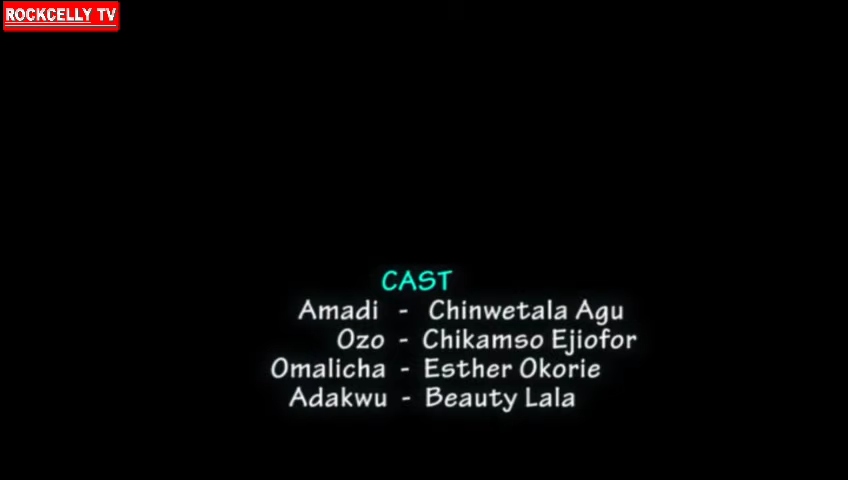 ROCKCELLY TV
CAST
Amadi - Chinwetala Agu
Ozo - Chikamso Ejiofor
Omalicha - Esther Okorie
Adakwu - Beauty Lala